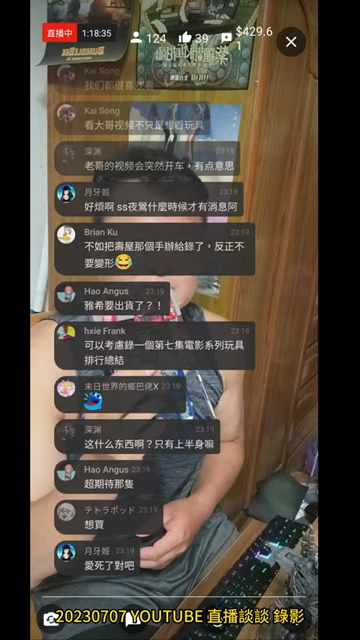 直播中 1:18:35 124 39 $429.6
1
Kai Song
我们都很喜欢看
Kai Song
看大哥视频不只是想看玩具
深渊 23:18
老哥的视频会突然开车，有点意思
月牙姬 23:18
好煩啊 ss夜鶯什麼時候才有消息阿
Brian Ku 23:19
不如把壽屋那個手辦給錄了，反正不
要變形😂
Hao Angus 23:19
雅希要出貨了？！
hxie Frank 23:19
可以考慮錄一個第七集電影系列玩具
排行總結
末日世界的鄉巴佬X 23:19
深渊 23:19
这什么东西啊？只有上半身嘛
Hao Angus 23:19
超期待那隻
テトラポッド 23:19
想買
月牙姬 23:19
愛死了對吧
20230707 YOUTUBE 直播談談 錄影